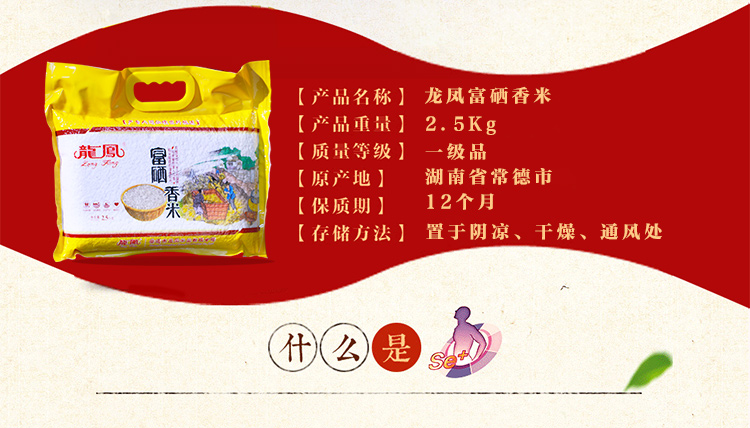 【产品名称】 龙凤富硒香米
【产品重量】 2.5Kg
【质量等级】 一级品
【原产地】 湖南省常德市
【保质期】 12个月
【存储方法】 置于阴凉、干燥、通风处
龍鳳
Long Feng
富硒香米
龍鳳
什么是
Se+